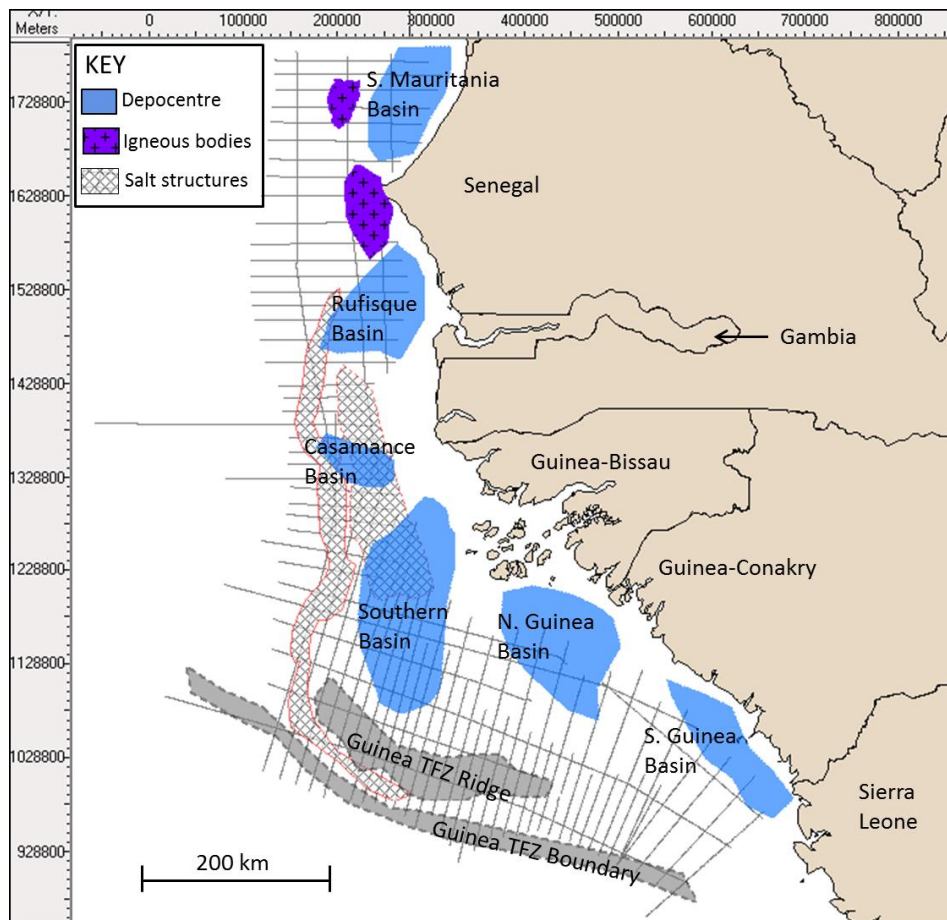 X/Y:
Meters
0 100000 200000 300000 400000 500000 600000 700000 800000
KEY
Depocentre
Igneous bodies
Salt structures
1728800
1628800
1528800
1428800
1328800
1228800
1128800
1028800
928800
S. Mauritania
Basin
Senegal
Rufisque
Basin
Gambia
Casamance
Basin
Guinea-Bissau
Guinea-Conakry
Southern
Basin
N. Guinea
Basin
S. Guinea
Basin
Guinea TFZ Ridge
Sierra
Leone
Guinea TFZ Boundary
200 km